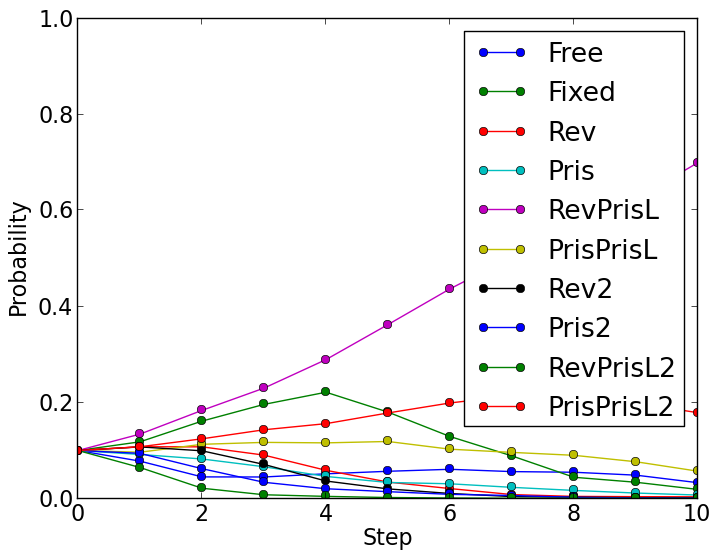 1.0
0.8
0.6
0.4
0.2
0.0
Probability
0
2
4
6
8
10
Step
Free
Fixed
Rev
Pris
RevPrisL
PrisPrisL
Rev2
Pris2
RevPrisL2
PrisPrisL2